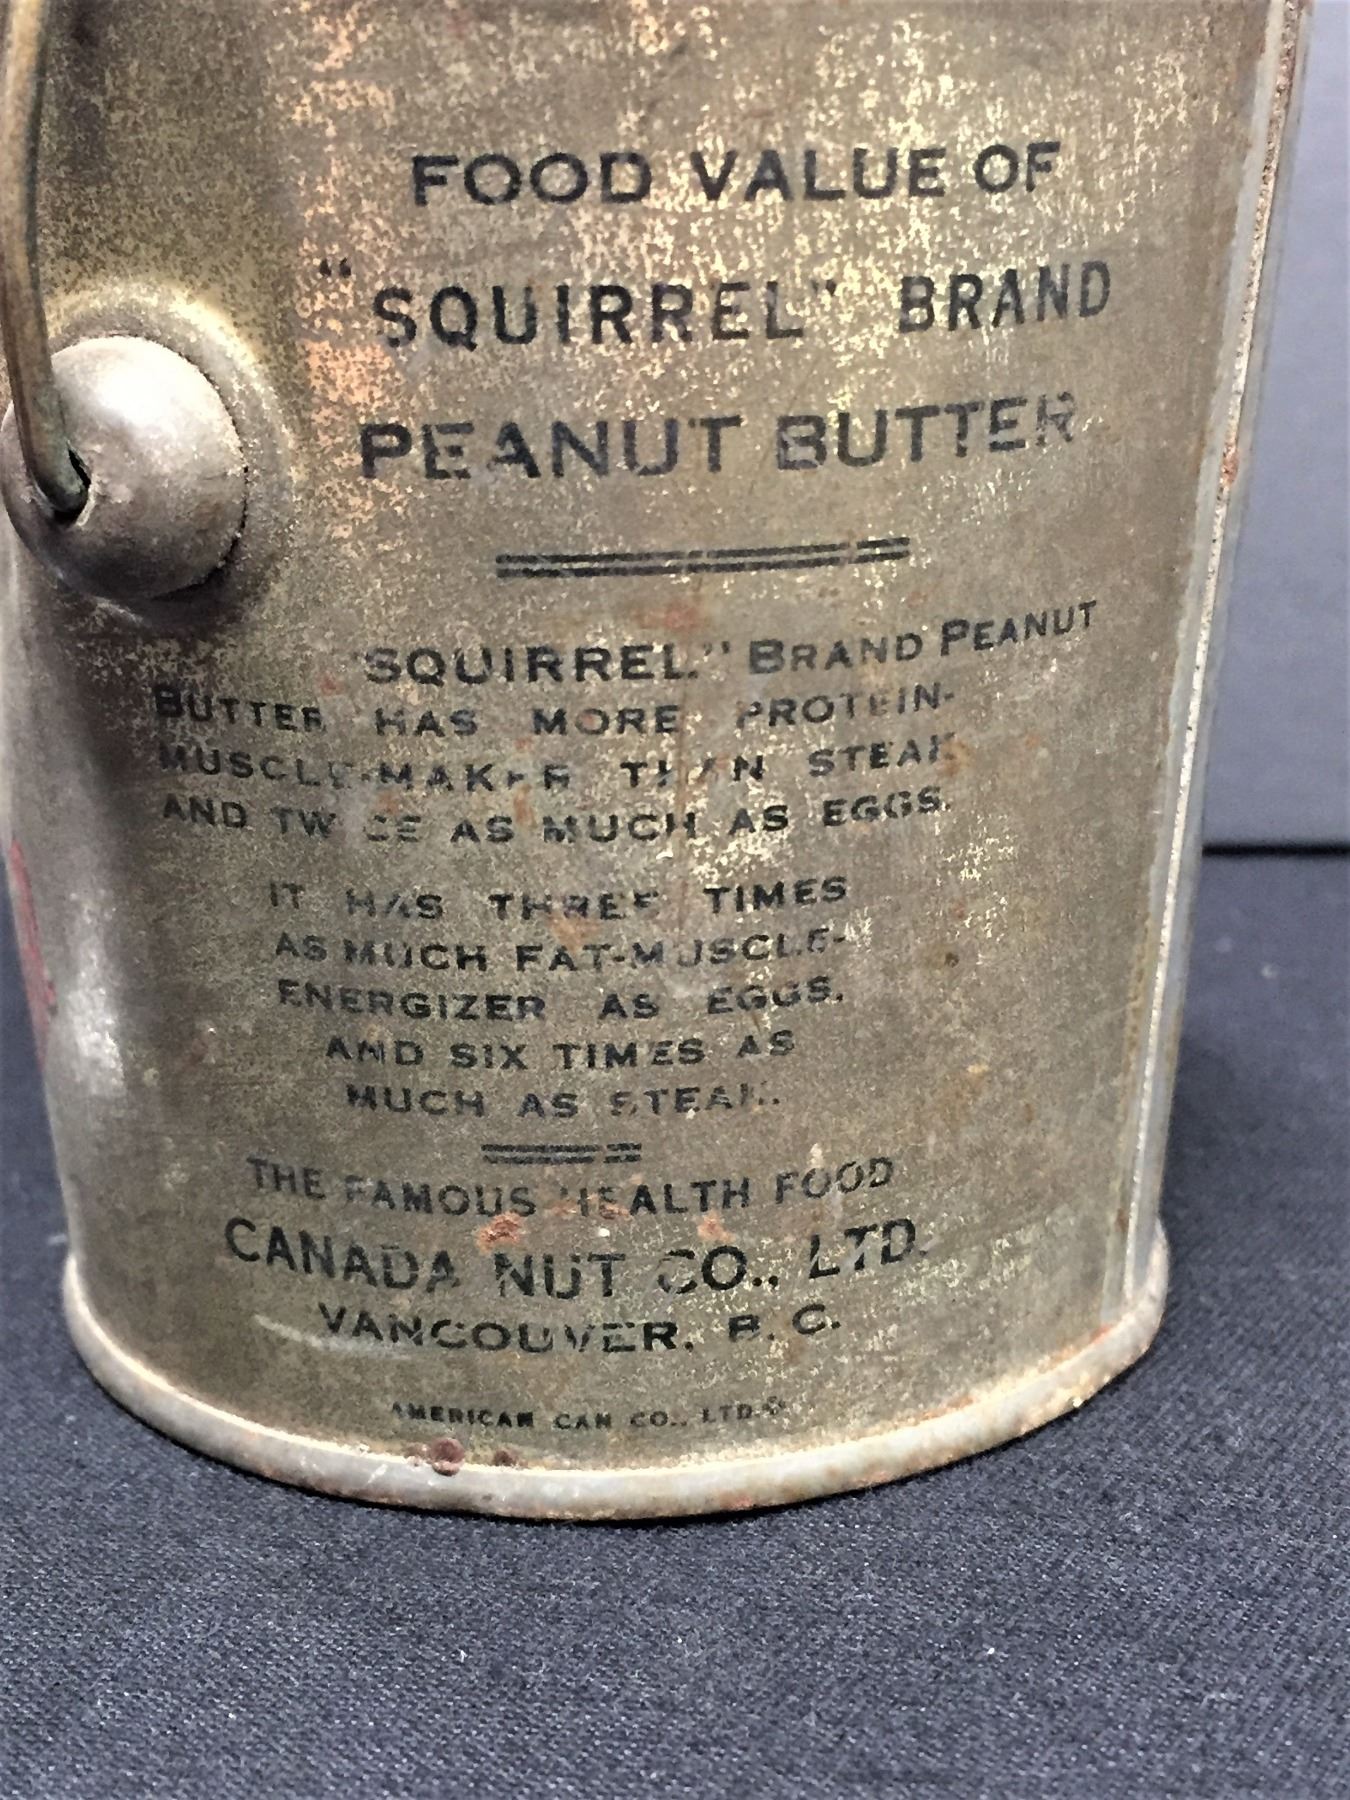 FOOD VALUE OF
"SQUIRREL" BRAND
PEANUT BUTTER
"SQUIRREL" BRAND PEANUT
BUTTER HAS MORE PROTEIN-
MUSCLE-MAKER THAN STEAK
AND TWICE AS MUCH AS EGGS.
IT HAS THREE TIMES
AS MUCH FAT-MUSCLE-
ENERGIZER AS EGGS,
AND SIX TIMES AS
MUCH AS STEAK.
THE FAMOUS HEALTH FOOD
CANADA NUT CO., LTD.
VANCOUVER, B. C.
AMERICAN CAN CO., LTD.